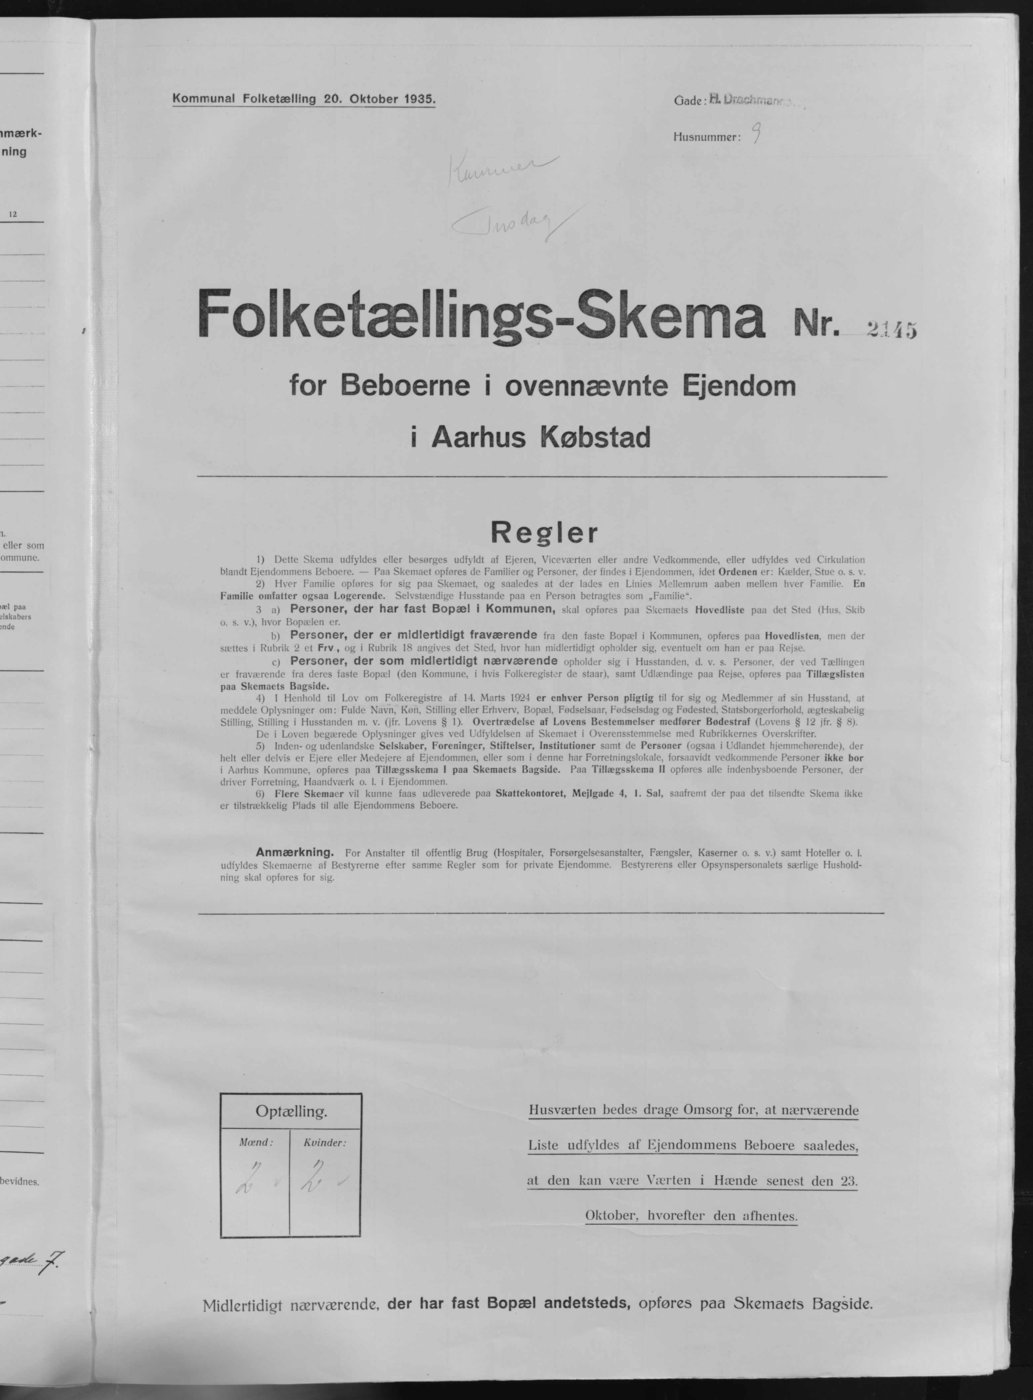 nmærk-
ning
12
n.
eller som
ommune.
pæl paa
elskabers
ende
bevidnes.
gade 7.
Kommunal Folketælling 20. Oktober 1935.
Gade: H. Drachmann
Husnummer: 9
Folketællings-Skema Nr. 2145
for Beboerne i ovennævnte Ejendom
i Aarhus Købstad
Regler
1) Dette Skema udfyldes eller besørges udfyldt af Ejeren, Viceværten eller andre Vedkommende, eller udfyldes ved Cirkulation
blandt Ejendommens Beboere. — Paa Skemaet opføres de Familier og Personer, der findes i Ejendommen, idet Ordenen er: Kælder, Stue o. s. v.
2) Hver Familie opføres for sig paa Skemaet, og saaledes at der lades en Linies Mellemrum aaben mellem hver Familie. En
Familie omfatter ogsaa Logerende. Selvstændige Husstande paa en Person betragtes som „Familie“.
3 a) Personer, der har fast Bopæl i Kommunen, skal opføres paa Skemaets Hovedliste paa det Sted (Hus, Skib
o. s. v.), hvor Bopælen er.
b) Personer, der er midlertidigt fraværende fra den faste Bopæl i Kommunen, opføres paa Hovedlisten, men der
sættes i Rubrik 2 et Frv., og i Rubrik 18 angives det Sted, hvor han midlertidigt opholder sig, eventuelt om han er paa Rejse.
c) Personer, der som midlertidigt nærværende opholder sig i Husstanden, d. v. s. Personer, der ved Tællingen
er fraværende fra deres faste Bopæl (den Kommune, i hvis Folkeregister de staar), samt Udlændinge paa Rejse, opføres paa Tillægslisten
paa Skemaets Bagside.
4) I Henhold til Lov om Folkeregistre af 14. Marts 1924 er enhver Person pligtig til for sig og Medlemmer af sin Husstand, at
meddele Oplysninger om: Fulde Navn, Køn, Stilling eller Erhverv, Bopæl, Fødselsaar, Fødselsdag og Fødested, Statsborgerforhold, ægteskabelig
Stilling, Stilling i Husstanden m. v. (jfr. Lovens § 1). Overtrædelse af Lovens Bestemmelser medfører Bødestraf (Lovens § 12 jfr. § 8).
De i Loven begærede Oplysninger gives ved Udfyldelsen af Skemaet i Overensstemmelse med Rubrikkernes Overskrifter.
5) Inden- og udenlandske Selskaber, Foreninger, Stiftelser, Institutioner samt de Personer (ogsaa i Udlandet hjemmehørende), der
helt eller delvis er Ejere eller Medejere af Ejendommen, eller som i denne har Forretningslokale, forsaavidt vedkommende Personer ikke bor
i Aarhus Kommune, opføres paa Tillægsskema I paa Skemaets Bagside. Paa Tillægsskema II opføres alle indenbysboende Personer, der
driver Forretning, Haandværk o. l. i Ejendommen.
6) Flere Skemaer vil kunne faas udleverede paa Skattekontoret, Mejlgade 4, 1. Sal, saafremt der paa det tilsendte Skema ikke
er tilstrækkelig Plads til alle Ejendommens Beboere.
Anmærkning. For Anstalter til offentlig Brug (Hospitaler, Forsørgelsesanstalter, Fængsler, Kaserner o. s. v.) samt Hoteller o. l.
udfyldes Skemaerne af Bestyrerne efter samme Regler som for private Ejendomme. Bestyrerens eller Opsynspersonalets særlige Hushold-
ning skal opføres for sig.
Optælling.
Mænd: Kvinder:
2 2
Husværten bedes drage Omsorg for, at nærværende
Liste udfyldes af Ejendommens Beboere saaledes,
at den kan være Værten i Hænde senest den 23.
Oktober, hvorefter den afhentes.
Midlertidigt nærværende, der har fast Bopæl andetsteds, opføres paa Skemaets Bagside.